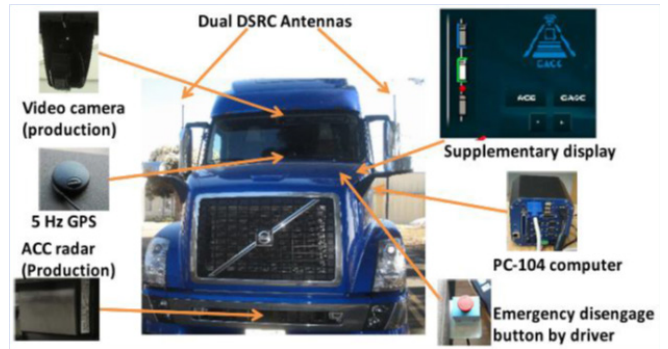 Dual DSRC Antennas
Video camera
(production)
CACC
ACC
CACC
Supplementary display
5 Hz GPS
ACC radar
(Production)
PC-104 computer
Emergency disengage
button by driver